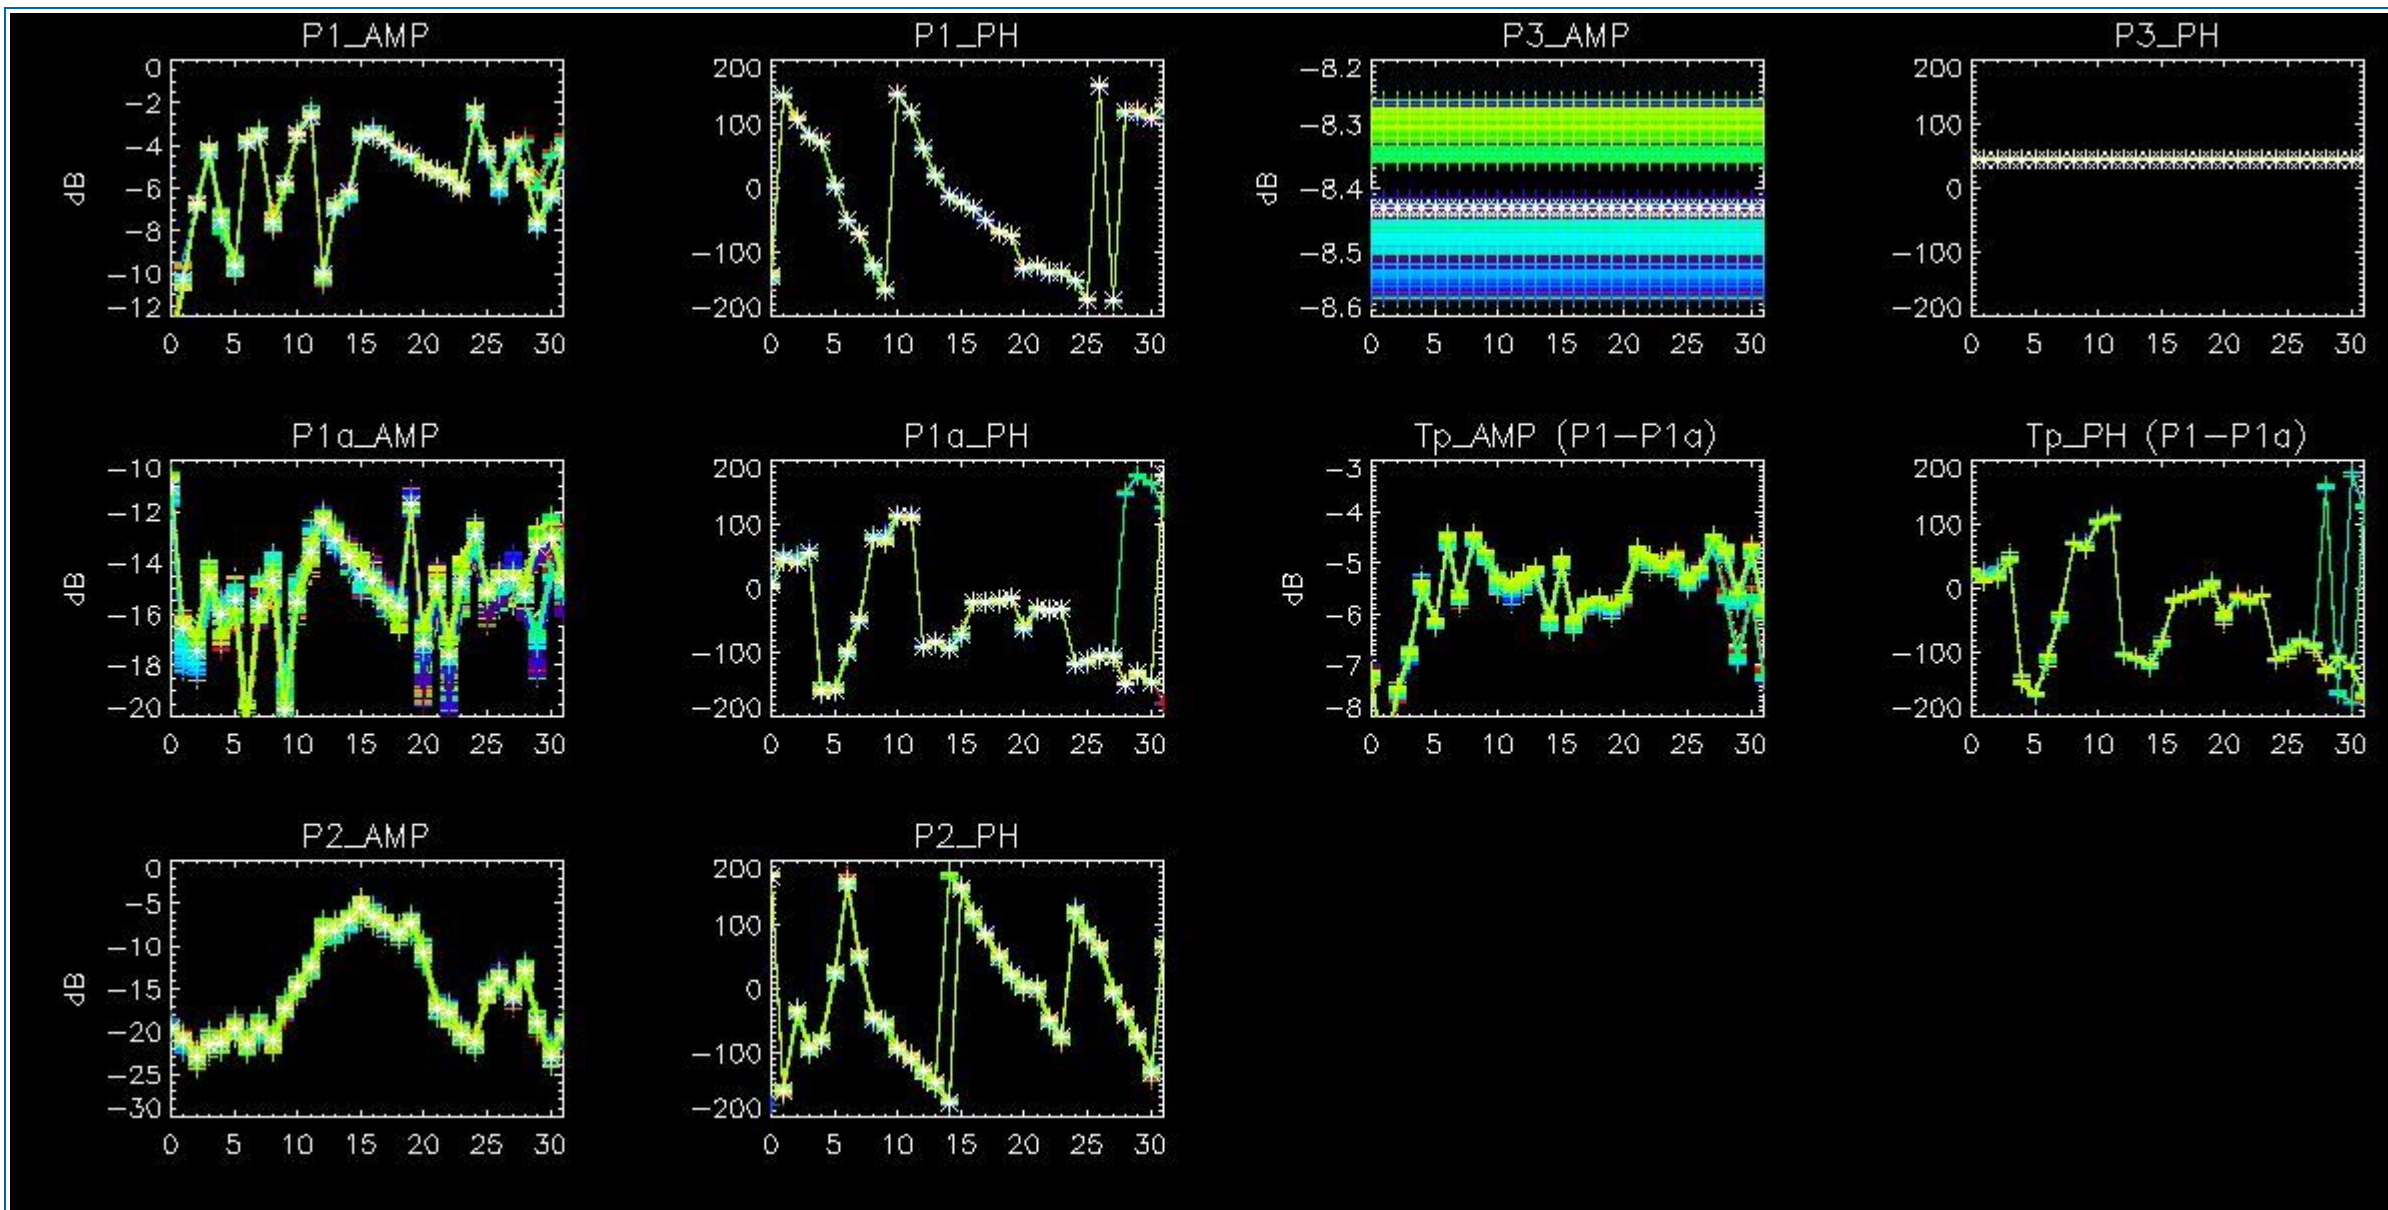 P1_AMP P1_PH P3_AMP P3_PH
0 200 −8.2 200
−2
−4 100 −8.3 100
dB −6 0 dB −8.4 0
−8
−10 −100 −8.5 −100
−12 −200 −8.6 −200
0 5 10 15 20 25 30 0 5 10 15 20 25 30 0 5 10 15 20 25 30 0 5 10 15 20 25 30
P1a_AMP P1a_PH Tp_AMP (P1−P1a) Tp_PH (P1−P1a)
−10 200 −3 200
−12 100 −4 100
dB −14 0 dB −5 0
−16 −6
−18 −100 −7 −100
−20 −200 −8 −200
0 5 10 15 20 25 30 0 5 10 15 20 25 30 0 5 10 15 20 25 30 0 5 10 15 20 25 30
P2_AMP P2_PH
0 200
−5 100
−10
dB −15 0
−20 −100
−25
−30 −200
0 5 10 15 20 25 30 0 5 10 15 20 25 30